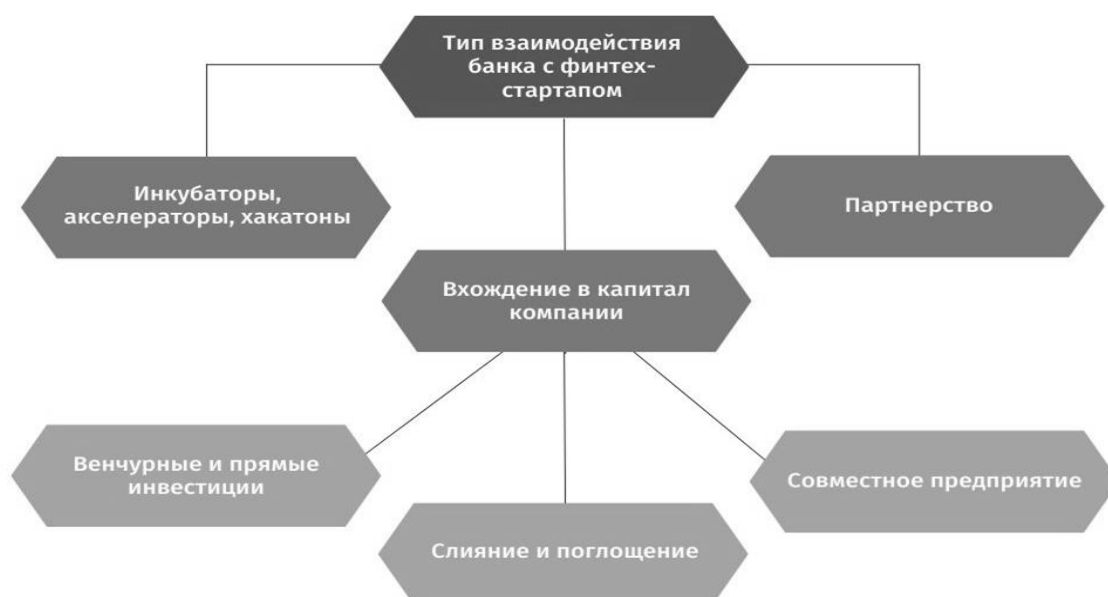 Тип взаимодействия
банка с финтех-
стартапом
Инкубаторы,
акселераторы, хакатоны
Партнерство
Вхождение в капитал
компании
Венчурные и прямые
инвестиции
Слияние и поглощение
Совместное предприятие